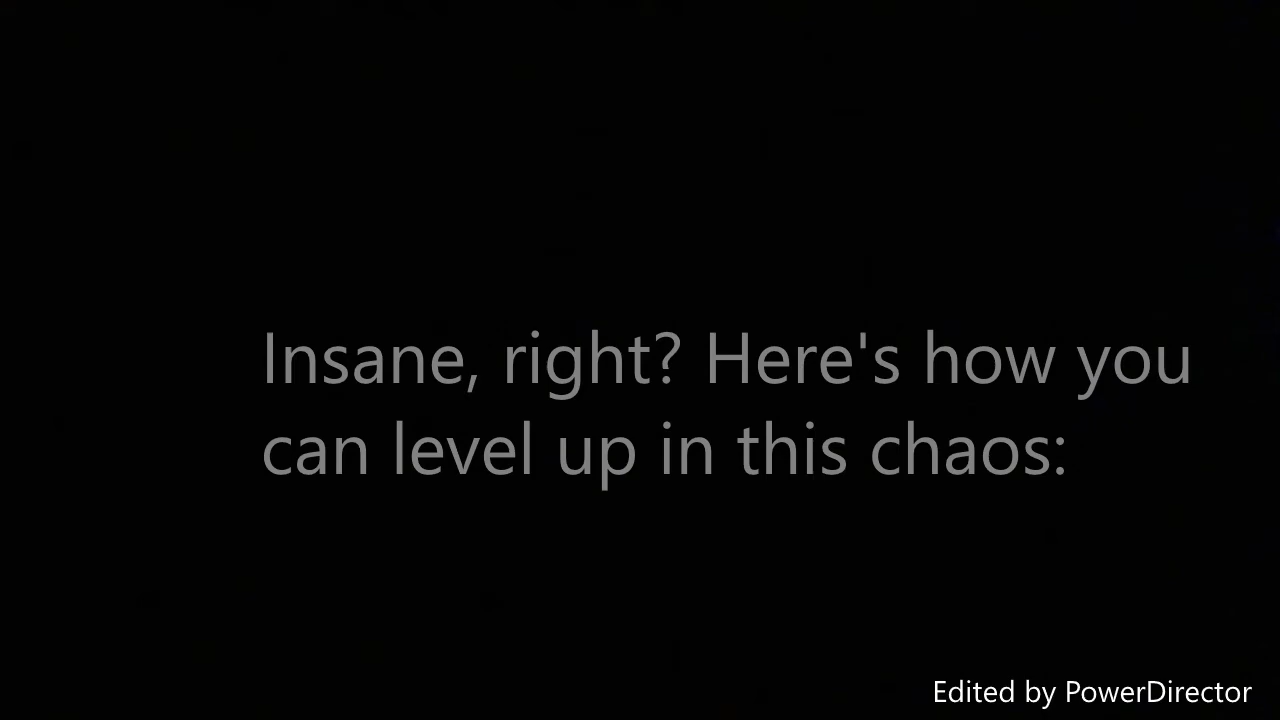 Insane, right? Here's how you
can level up in this chaos:
Edited by PowerDirector